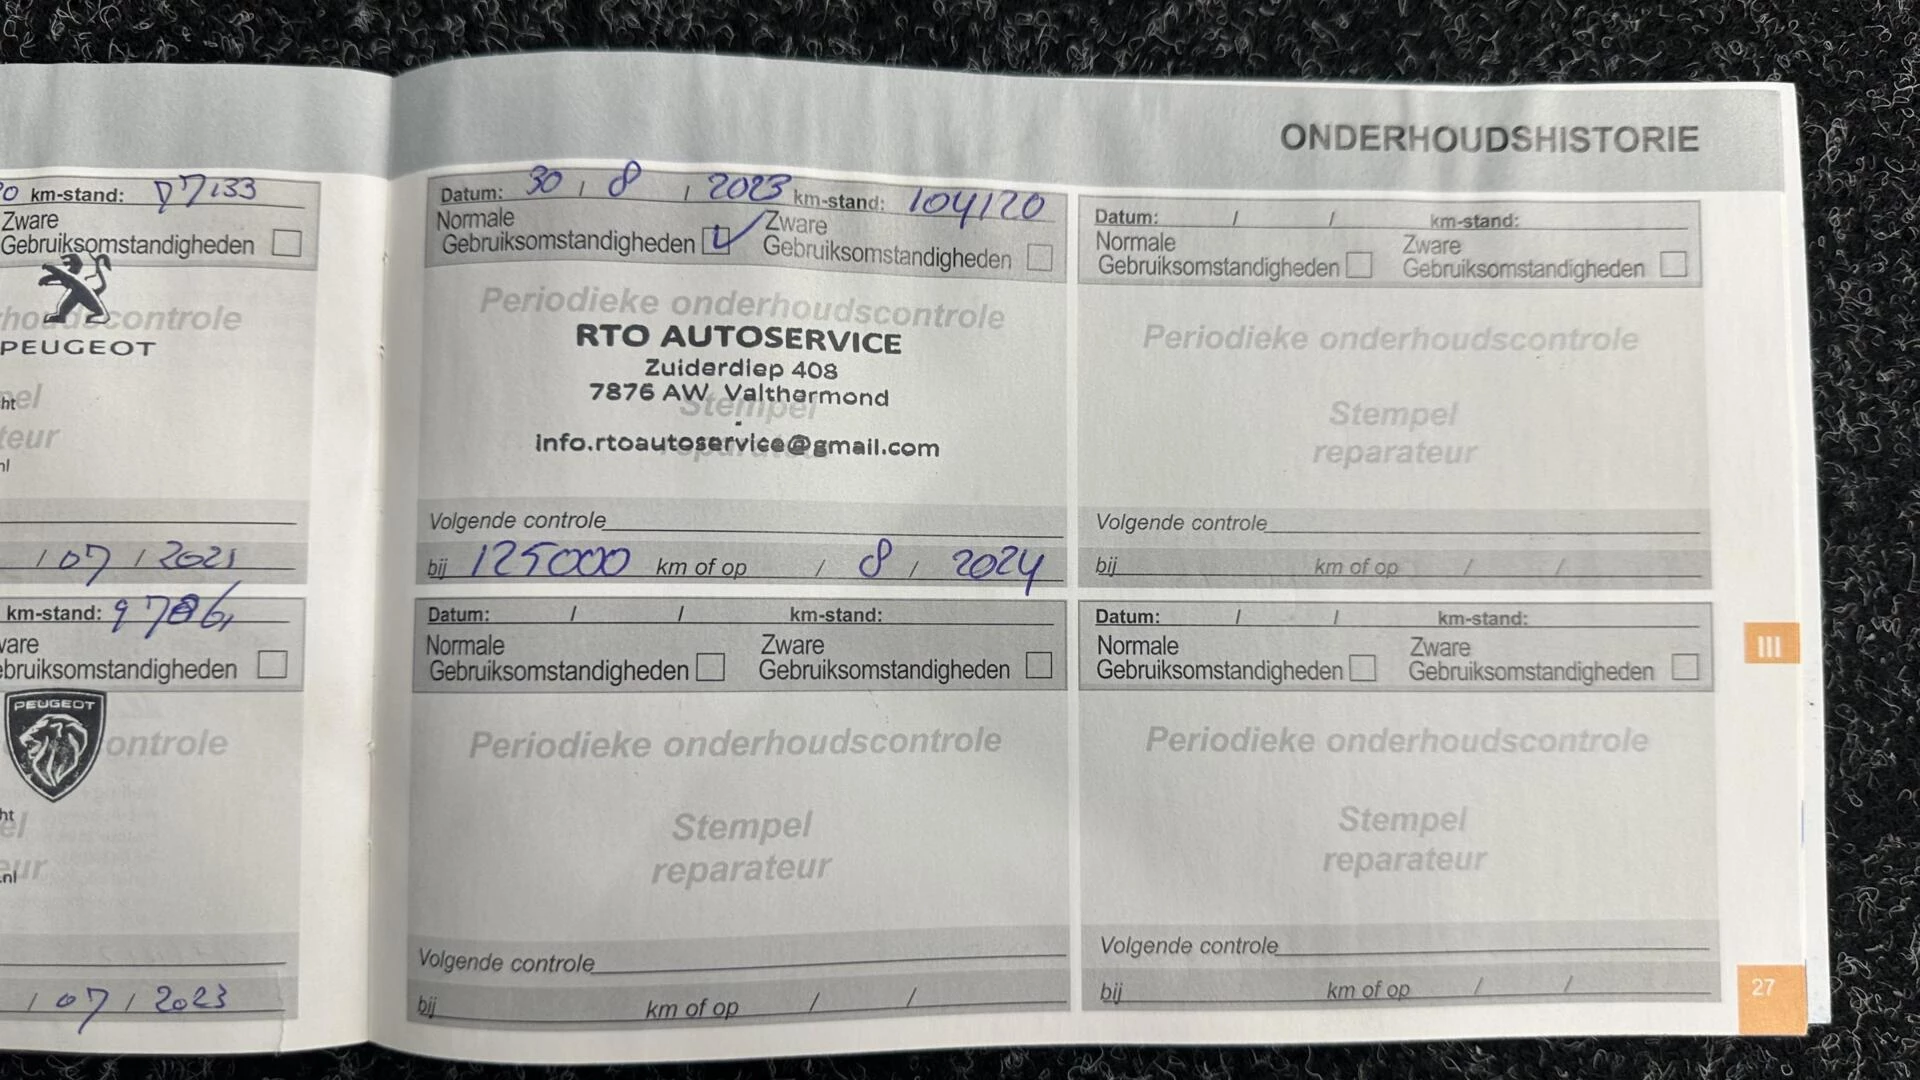 ONDERHOUDSHISTORIE
km-stand:
Zware
Gebruiksomstandigheden
controle
PEUGEOT
07 / 2021
km-stand:
Gebruiksomstandigheden
PEUGEOT
controle
/ 07 / 2023
Datum: 30 / 8 / 2023 km-stand: 104120
Normale
Gebruiksomstandigheden
Zware
Gebruiksomstandigheden
Periodieke onderhoudscontrole
RTO AUTOSERVICE
Zuiderdiep 408
7876 AW Valthermond
Stempel
info.rtoautoservice@gmail.com
Volgende controle
bij 125000 km of op / 8 / 2024
Datum: / / km-stand:
Normale
Gebruiksomstandigheden
Zware
Gebruiksomstandigheden
Periodieke onderhoudscontrole
Stempel
reparateur
Volgende controle
bij km of op / /
Datum: / / km-stand:
Normale
Gebruiksomstandigheden
Zware
Gebruiksomstandigheden
Periodieke onderhoudscontrole
Stempel
reparateur
Volgende controle
bij km of op / /
Datum: / / km-stand:
Normale
Gebruiksomstandigheden
Zware
Gebruiksomstandigheden
Periodieke onderhoudscontrole
Stempel
reparateur
Volgende controle
bij km of op / /
III
27